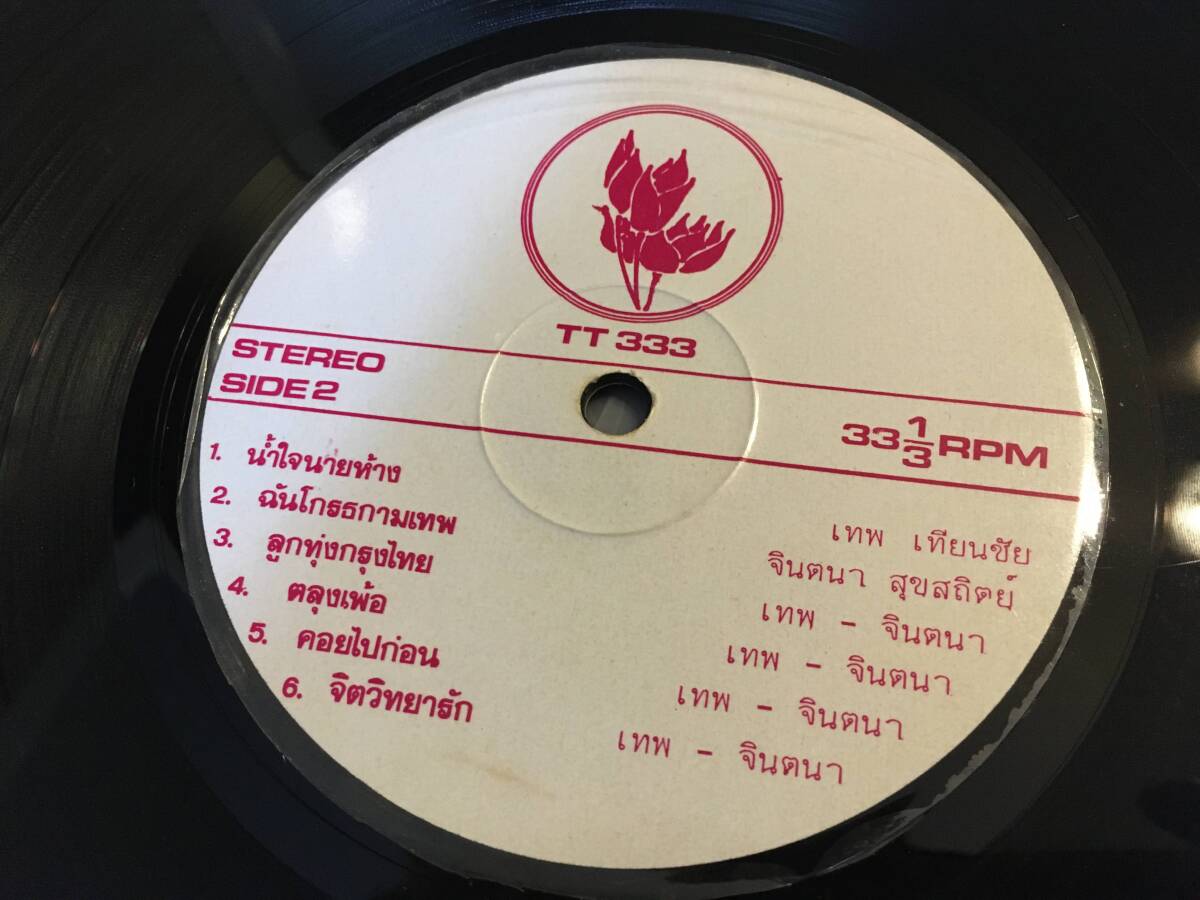 TT 333
STEREO
SIDE 2
33 1/3 RPM
1. น้ำใจนายห้าง เทพ เทียนชัย
2. ฉันโกรธกามเทพ จินตนา สุขสถิตย์
3. ลูกทุ่งกรุงไทย เทพ - จินตนา
4. ตลุงเพ้อ เทพ - จินตนา
5. คอยไปก่อน เทพ - จินตนา
6. จิตวิทยารัก เทพ - จินตนา